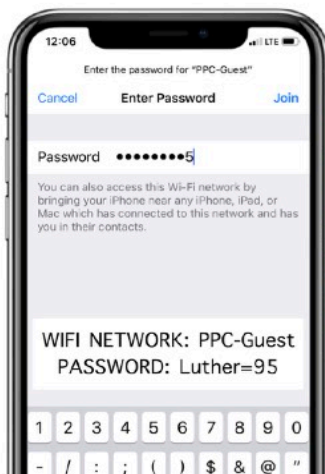 12:06 LTE
Enter the password for "PPC-Guest"
Cancel Enter Password Join
Password ••••••••5
You can also access this Wi-Fi network by
bringing your iPhone near any iPhone, iPad, or
Mac which has connected to this network and has
you in their contacts.
WIFI NETWORK: PPC-Guest
PASSWORD: Luther=95
1 2 3 4 5 6 7 8 9 0
- / : ; ( ) $ & @ "